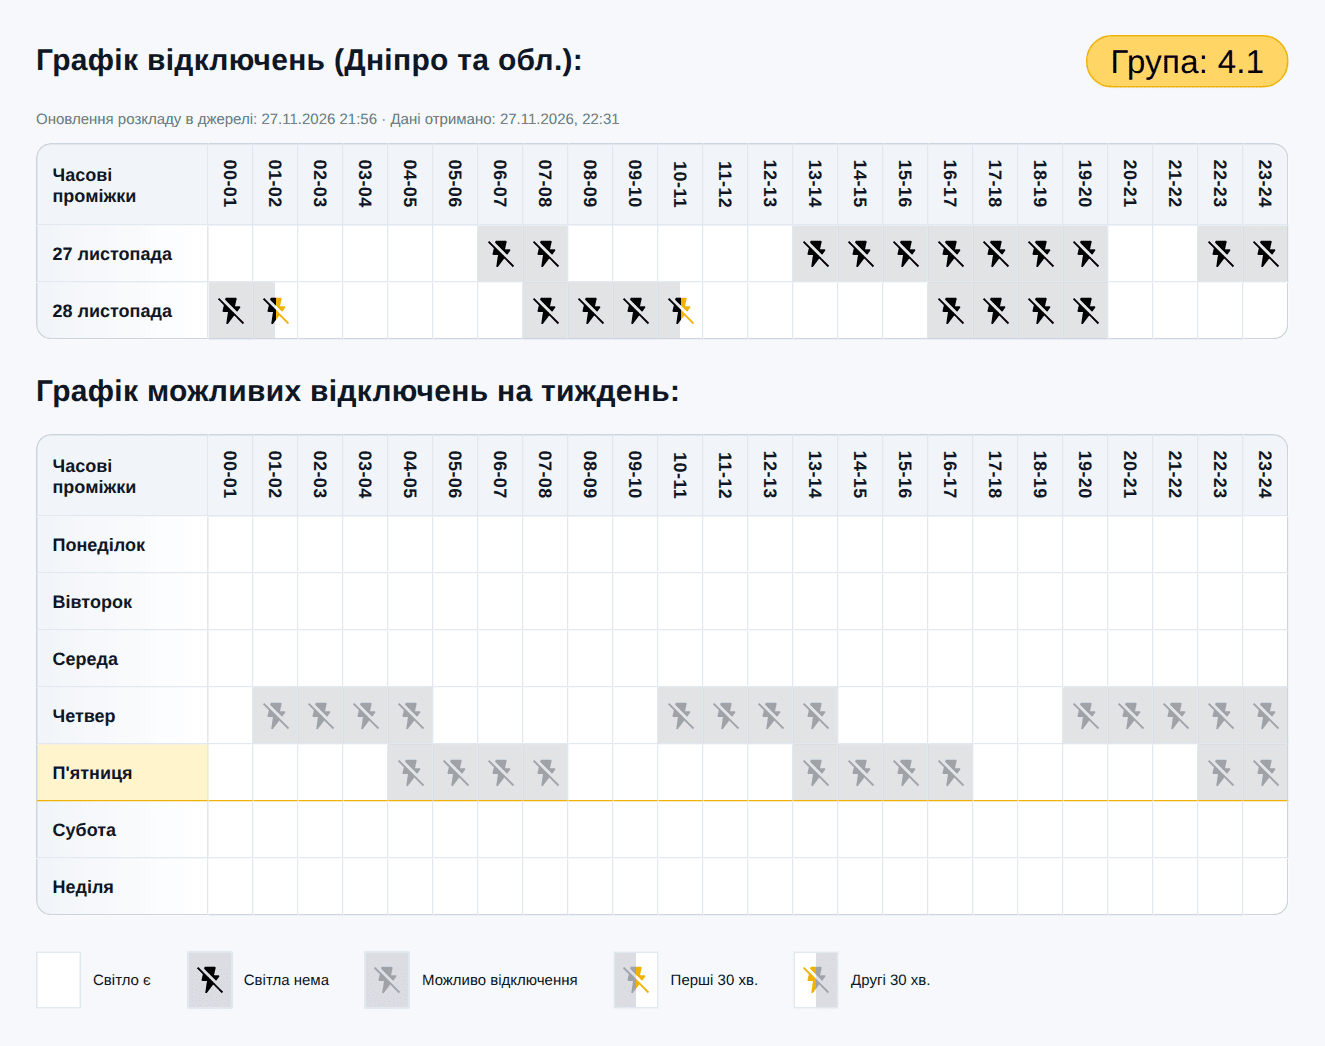 Графік відключень (Дніпро та обл.):
Група: 4.1
Оновлення розкладу в джерелі: 27.11.2026 21:56 · Дані отримано: 27.11.2026, 22:31
Часові проміжки 00-01 01-02 02-03 03-04 04-05 05-06 06-07 07-08 08-09 09-10 10-11 11-12 12-13 13-14 14-15 15-16 16-17 17-18 18-19 19-20 20-21 21-22 22-23 23-24
27 листопада
28 листопада
Графік можливих відключень на тиждень:
Часові проміжки 00-01 01-02 02-03 03-04 04-05 05-06 06-07 07-08 08-09 09-10 10-11 11-12 12-13 13-14 14-15 15-16 16-17 17-18 18-19 19-20 20-21 21-22 22-23 23-24
Понеділок
Вівторок
Середа
Четвер
П'ятниця
Субота
Неділя
Світло є Світла нема Можливо відключення Перші 30 хв. Другі 30 хв.